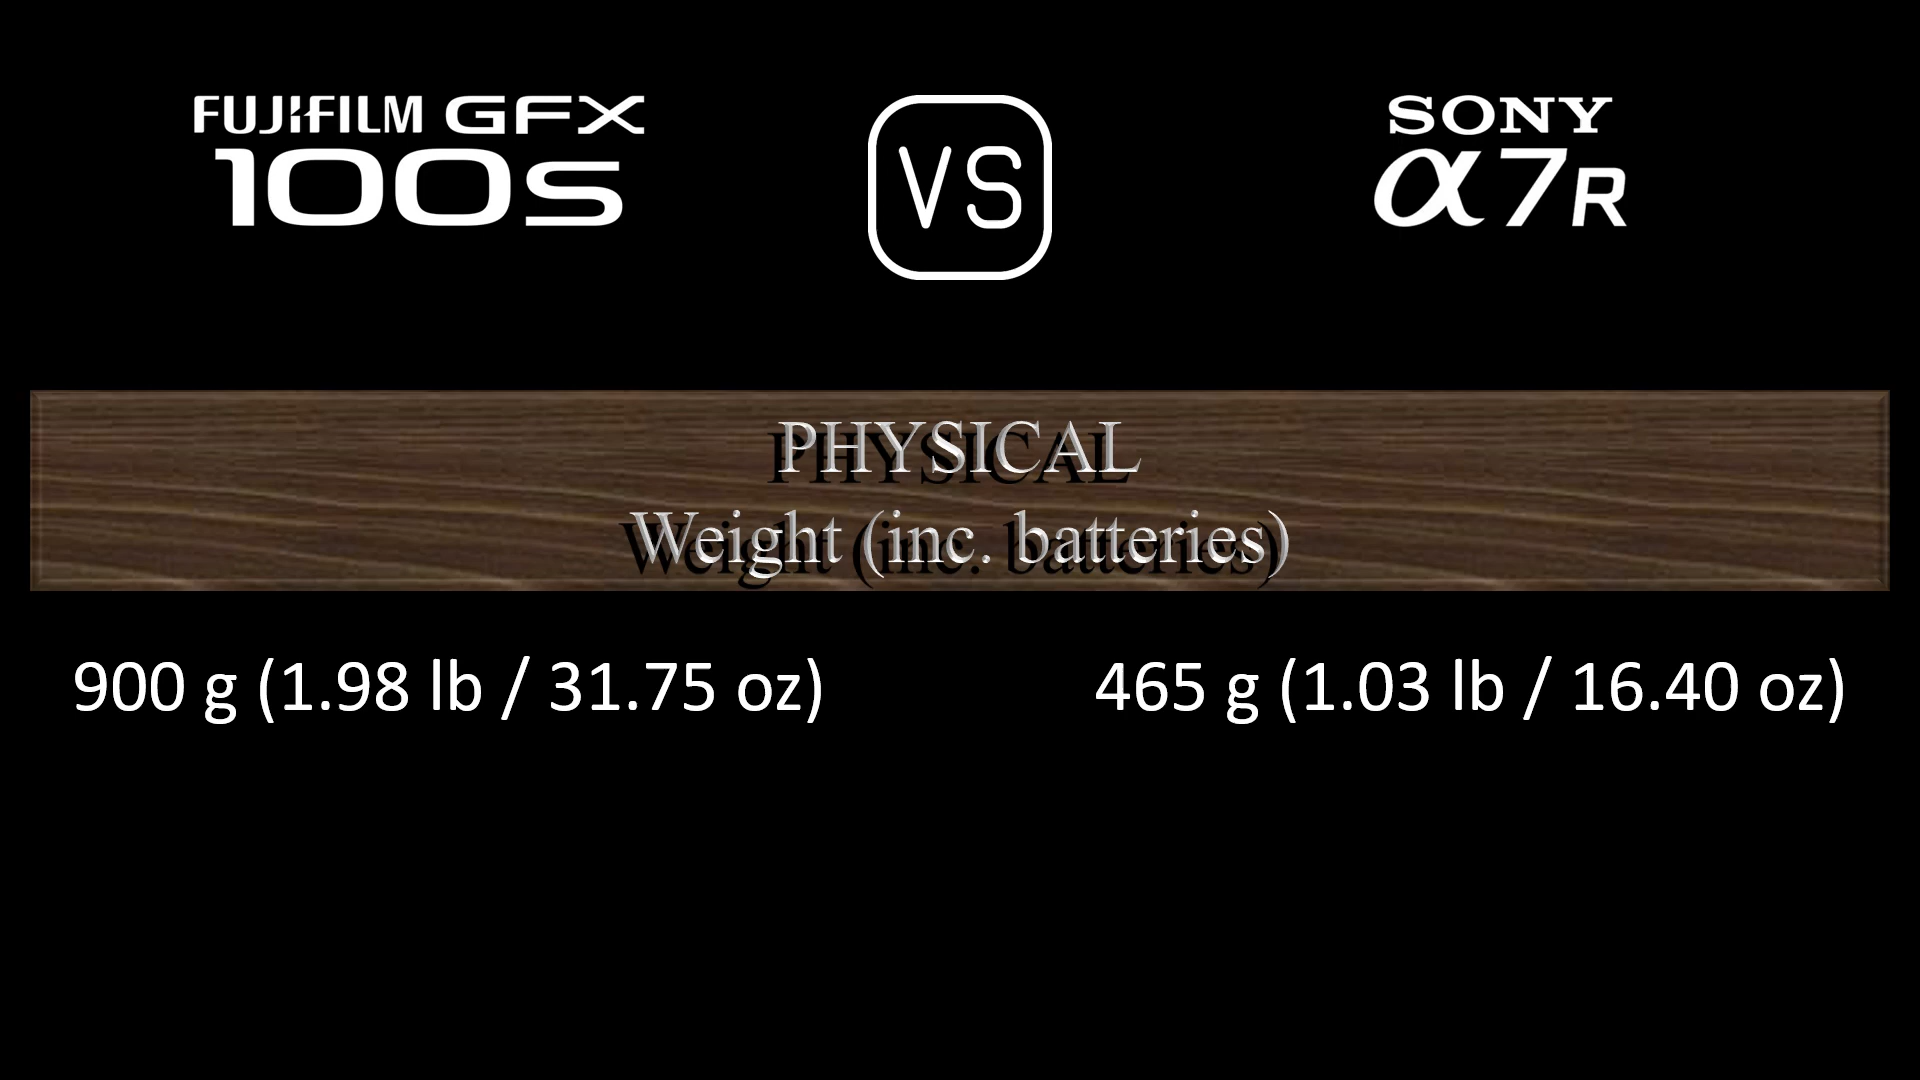 FUJIFILM GFX
100S
VS
SONY
α7R
PHYSICAL
Weight (inc. batteries)
900 g (1.98 lb / 31.75 oz)
465 g (1.03 lb / 16.40 oz)